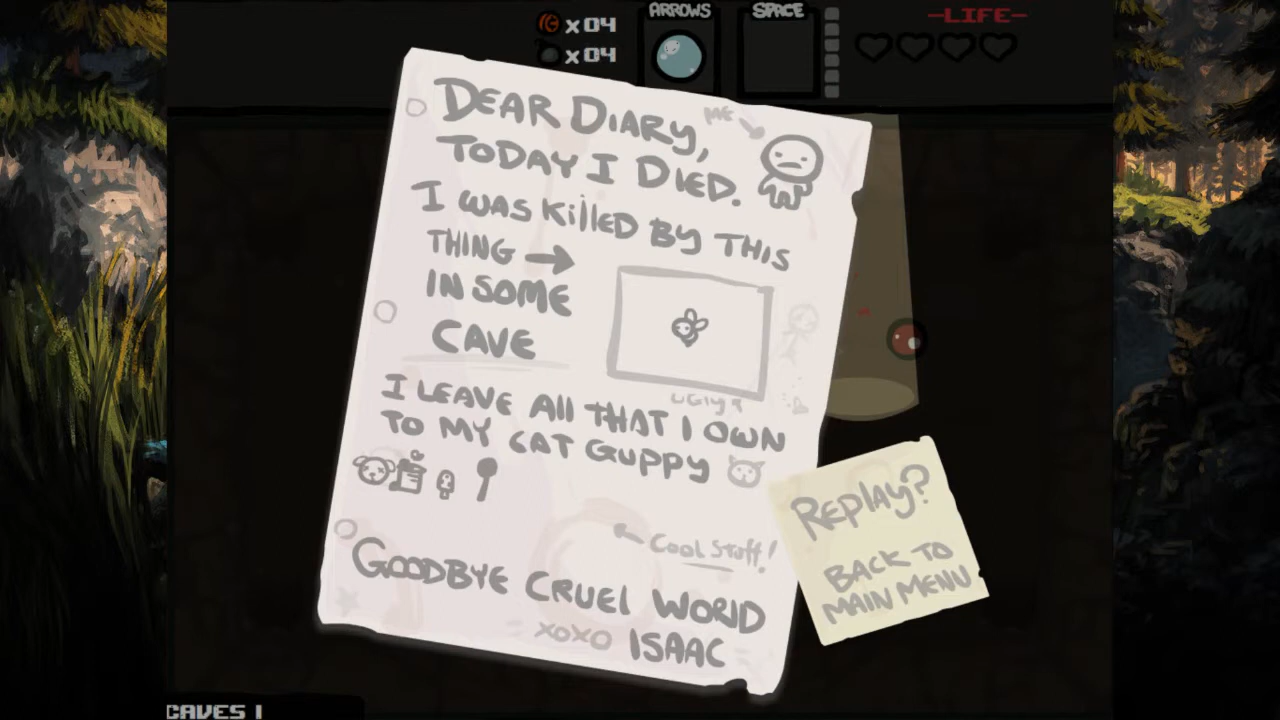 ARROWS
SPACE
-LIFE-
x04
x04
DEAR DIARY,
ME
TODAY I DIED.
I WAS KILLED BY THIS
THING →
IN SOME
CAVE
UGLY
I LEAVE ALL THAT I OWN
TO MY CAT GUPPY
COOL STUFF!
GOODBYE CRUEL WORLD
XOXO ISAAC
REPLAY?
BACK TO
MAIN MENU
CAVES I